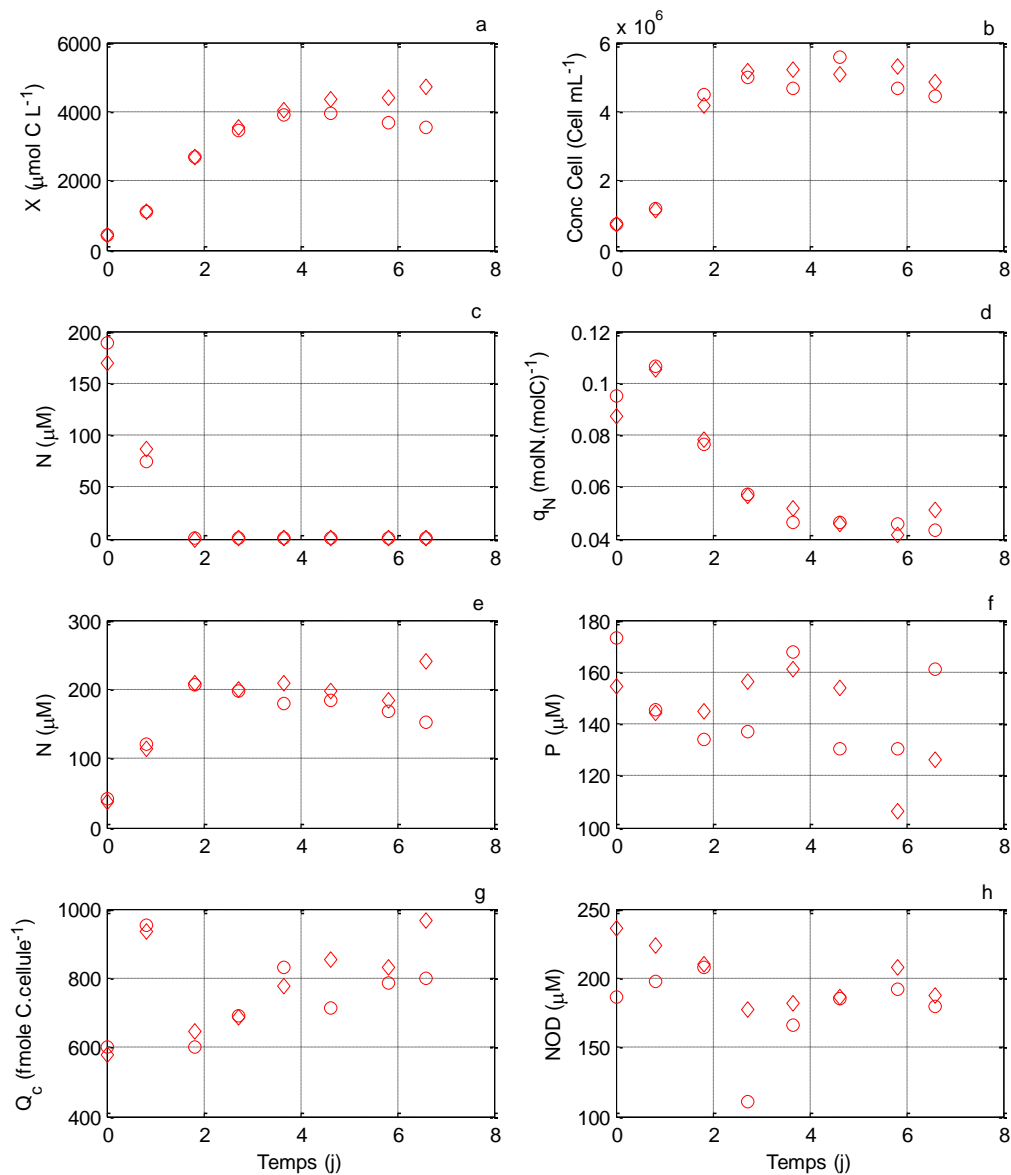 a
6000
4000
2000
0
X (μmol C L⁻¹)
0 2 4 6 8
x 10⁶
b
6
4
2
0
Conc Cell (Cell mL⁻¹)
0 2 4 6 8
c
200
150
100
50
0
N (μM)
0 2 4 6 8
d
0.12
0.1
0.08
0.06
0.04
q_N (molN.(molC)⁻¹
0 2 4 6 8
e
300
200
100
0
N (μM)
0 2 4 6 8
f
180
160
140
120
100
P (μM)
0 2 4 6 8
g
1000
800
600
400
Q_c (fmole C.cellule⁻¹)
0 2 4 6 8
Temps (j)
h
250
200
150
100
NOD (μM)
0 2 4 6 8
Temps (j)